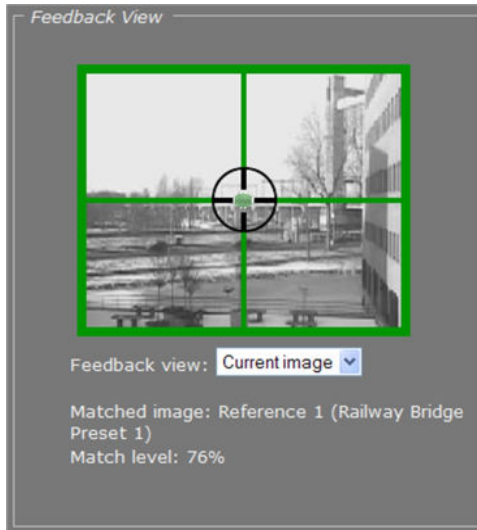 Feedback View
Feedback view: Current image
Matched image: Reference 1 (Railway Bridge
Preset 1)
Match level: 76%